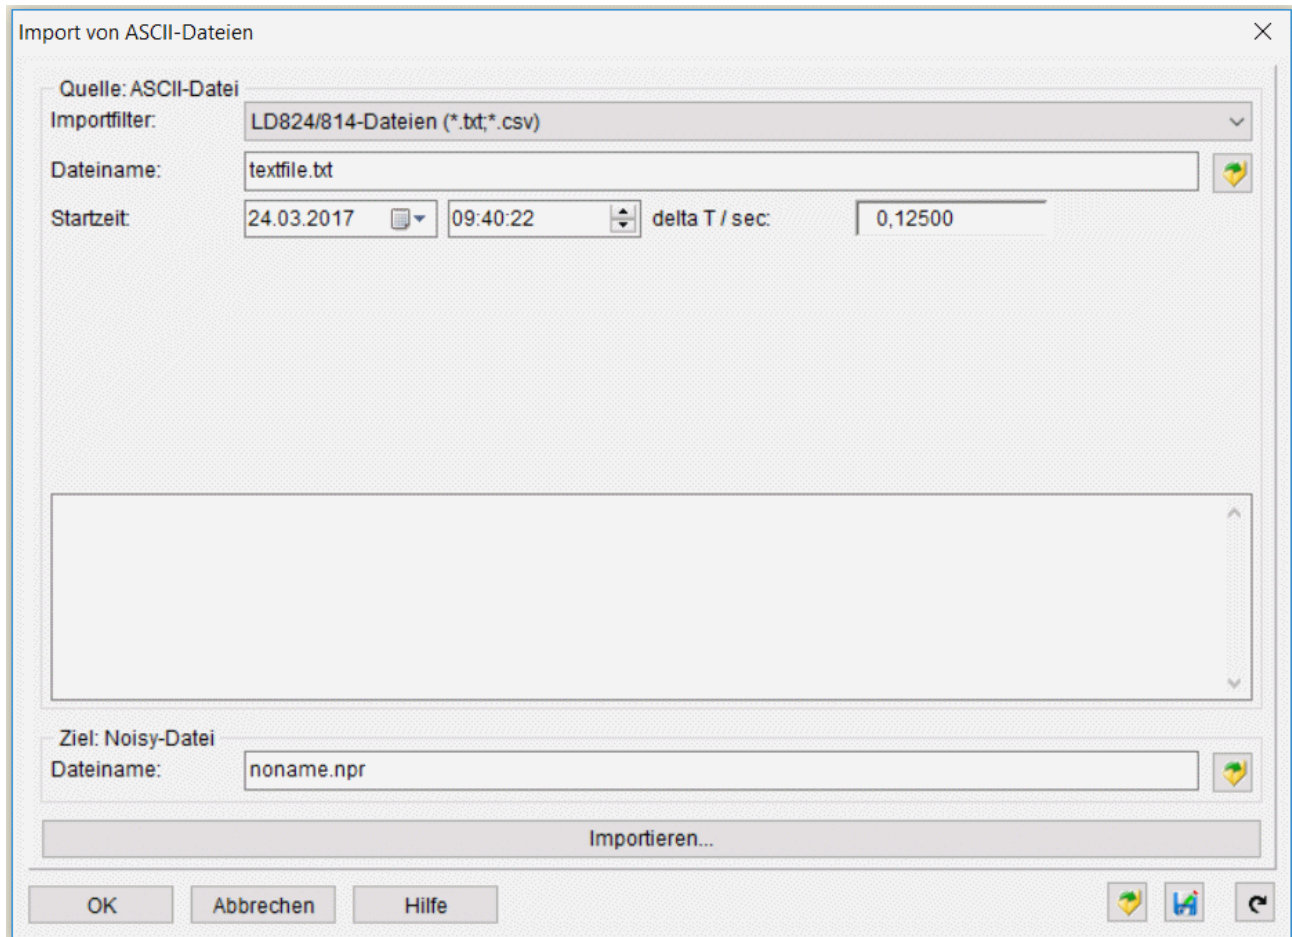 Import von ASCII-Dateien
Quelle: ASCII-Datei
Importfilter: LD824/814-Dateien (*.txt;*.csv)
Dateiname: textfile.txt
Startzeit: 24.03.2017 09:40:22 delta T / sec: 0,12500
Ziel: Noisy-Datei
Dateiname: noname.npr
Importieren...
OK Abbrechen Hilfe